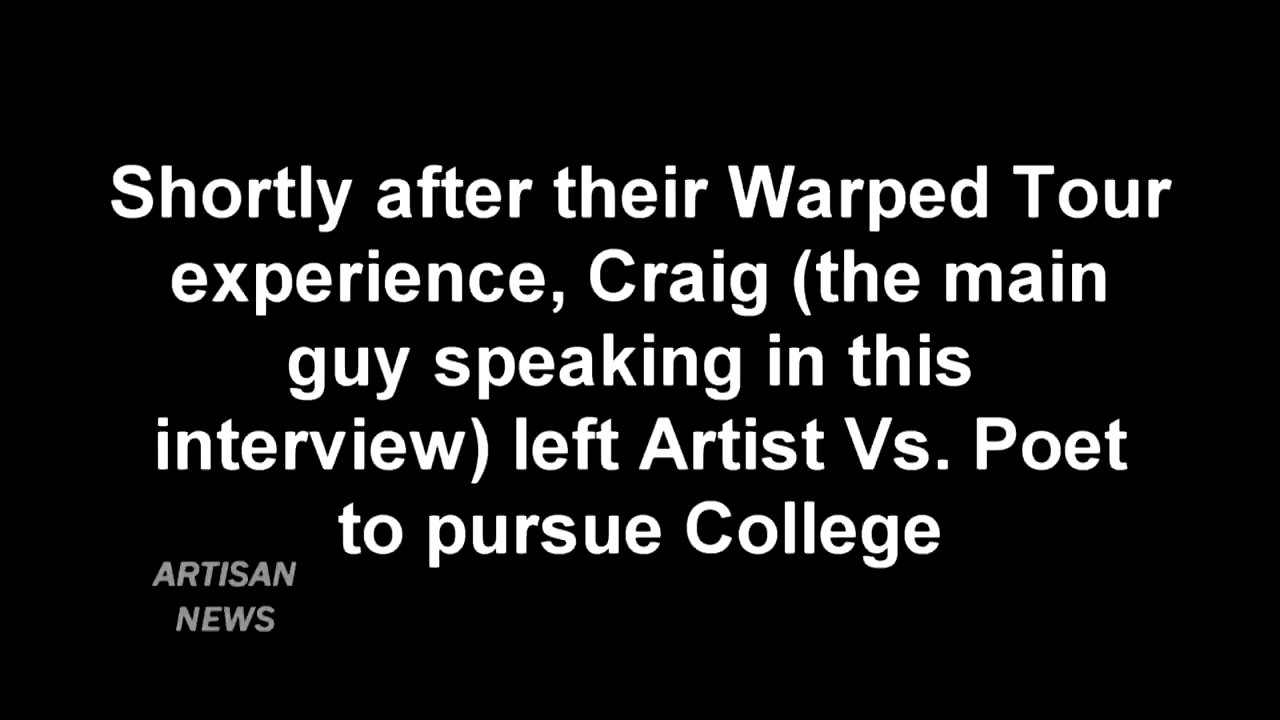 Shortly after their Warped Tour
experience, Craig (the main
guy speaking in this
interview) left Artist Vs. Poet
to pursue College
ARTISAN
NEWS